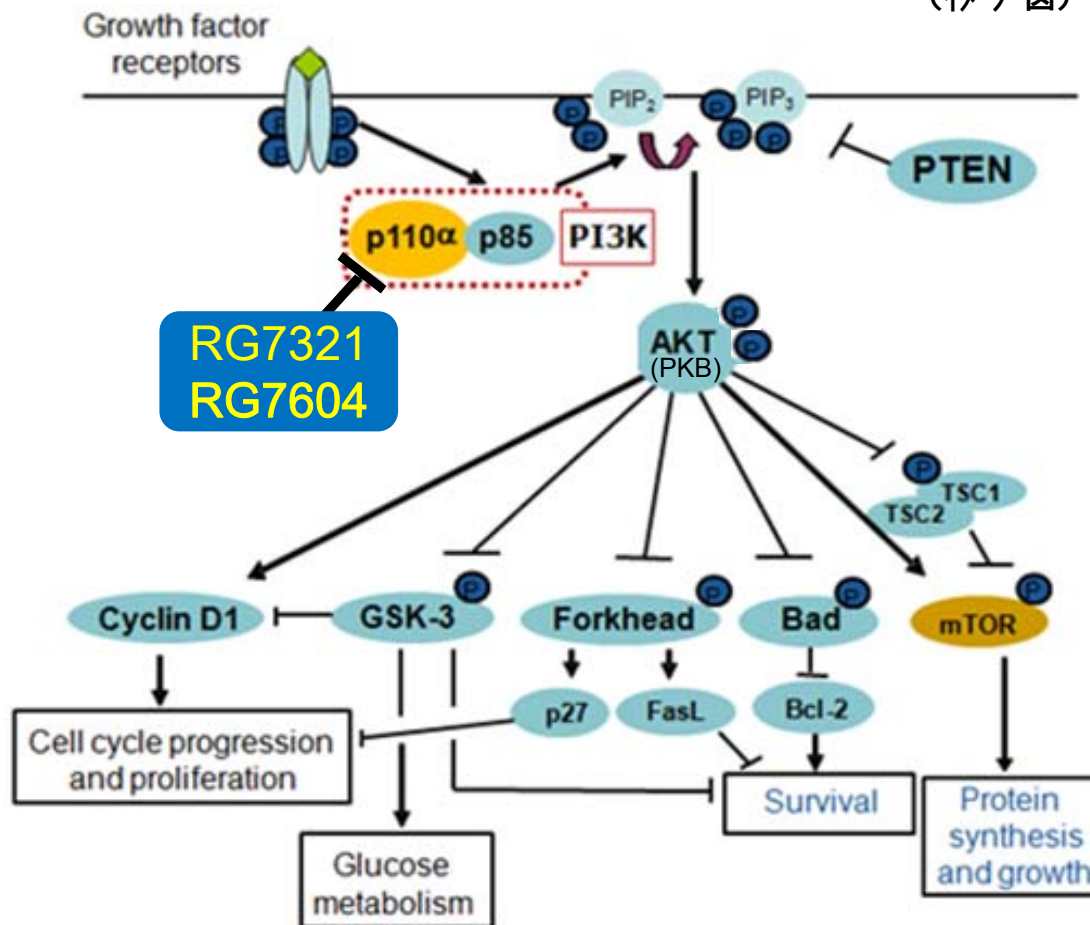 Growth factor
receptors
PIP₂
PIP₃
P
P
P
P
P
P
P
P
P
PTEN
p110α
p85
PI3K
RG7321
RG7604
AKT
(PKB)
P
P
P
TSC1
TSC2
P
P
P
P
Cyclin D1
GSK-3
Forkhead
Bad
mTOR
p27
FasL
Bcl-2
Cell cycle progression
and proliferation
Survival
Protein
synthesis
and growth
Glucose
metabolism